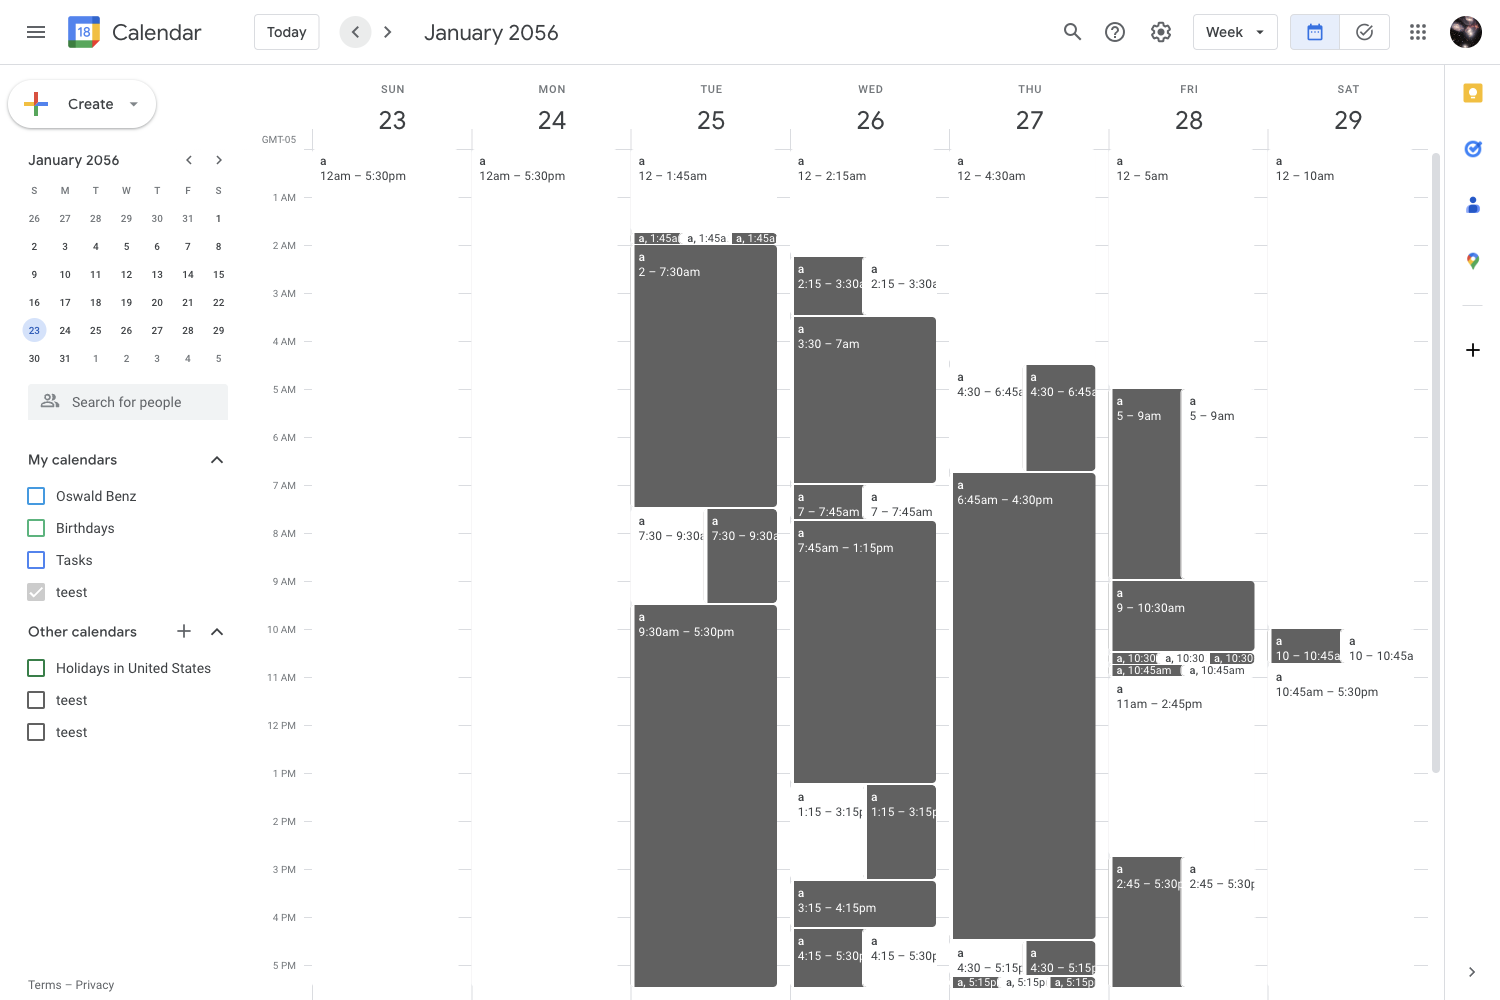 18 Calendar
Today
January 2056
Week
Create
January 2056
S M T W T F S
26 27 28 29 30 31 1
2 3 4 5 6 7 8
9 10 11 12 13 14 15
16 17 18 19 20 21 22
23 24 25 26 27 28 29
30 31 1 2 3 4 5
Search for people
My calendars
Oswald Benz
Birthdays
Tasks
teest
Other calendars
Holidays in United States
teest
teest
Terms – Privacy
GMT-05
1 AM
2 AM
3 AM
4 AM
5 AM
6 AM
7 AM
8 AM
9 AM
10 AM
11 AM
12 PM
1 PM
2 PM
3 PM
4 PM
5 PM
SUN
23
a
12am – 5:30pm
MON
24
a
12am – 5:30pm
TUE
25
a
12 – 1:45am
a, 1:45a
a, 1:45a
a, 1:45a
a
2 – 7:30am
a
7:30 – 9:30a
a
7:30 – 9:30a
a
9:30am – 5:30pm
WED
26
a
12 – 2:15am
a
2:15 – 3:30a
a
2:15 – 3:30a
a
3:30 – 7am
a
7 – 7:45am
a
7 – 7:45am
a
7:45am – 1:15pm
a
1:15 – 3:15p
a
1:15 – 3:15p
a
3:15 – 4:15pm
a
4:15 – 5:30p
a
4:15 – 5:30p
THU
27
a
12 – 4:30am
a
4:30 – 6:45a
a
4:30 – 6:45a
a
6:45am – 4:30pm
a
4:30 – 5:15p
a
4:30 – 5:15p
a, 5:15p
a, 5:15p
a, 5:15p
FRI
28
a
12 – 5am
a
5 – 9am
a
5 – 9am
a
9 – 10:30am
a, 10:30
a, 10:30
a, 10:30
a, 10:45am
a, 10:45am
a
11am – 2:45pm
a
2:45 – 5:30p
a
2:45 – 5:30p
SAT
29
a
12 – 10am
a
10 – 10:45a
a
10 – 10:45a
a
10:45am – 5:30pm